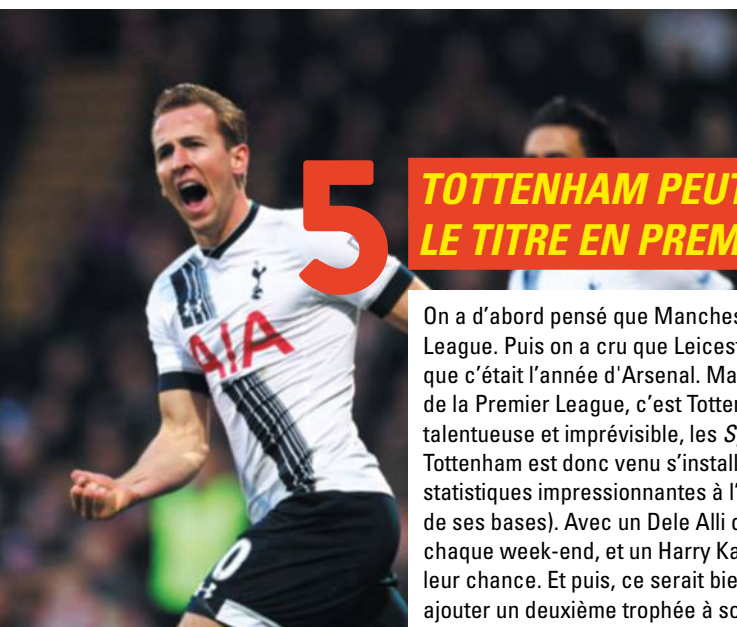 5
TOTTENHAM PEUT
LE TITRE EN PREM
On a d'abord pensé que Manches
League. Puis on a cru que Leices
que c'était l'année d'Arsenal. Ma
de la Premier League, c'est Totte
talentueuse et imprévisible, les S
Tottenham est donc venu s'install
statistiques impressionnantes à l'
de ses bases). Avec un Dele Alli
chaque week-end, et un Harry Ka
leur chance. Et puis, ce serait bie
ajouter un deuxième trophée à so
AIA
0